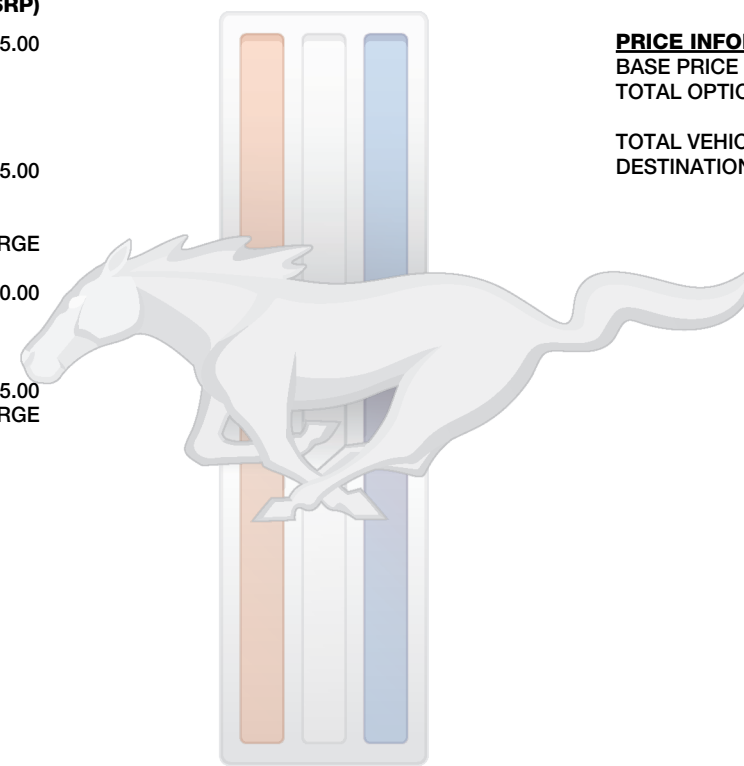 SRP)
5.00
5.00
RGE
0.00
5.00
RGE
PRICE INFO
BASE PRICE
TOTAL OPTIO
TOTAL VEHIC
DESTINATION